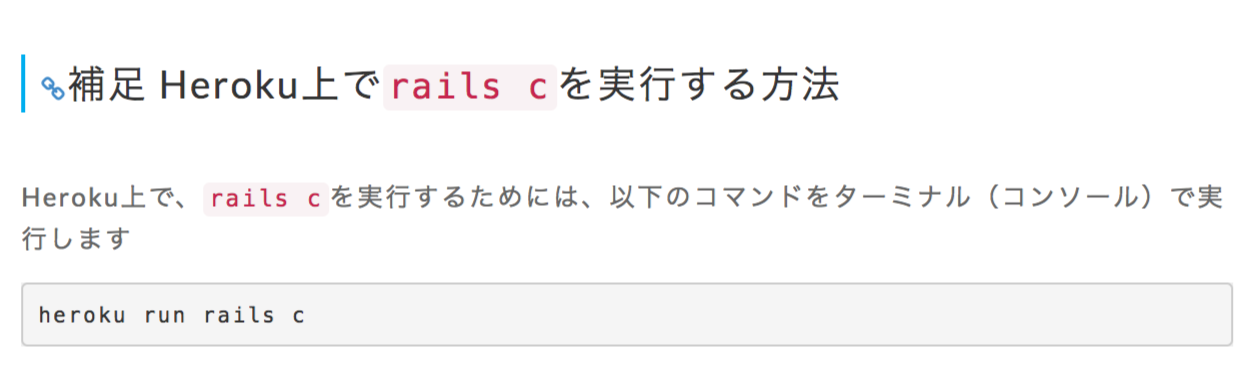 補足 Heroku上でrails cを実行する方法
Heroku上で、 rails cを実行するためには、以下のコマンドをターミナル（コンソール）で実
行します
heroku run rails c